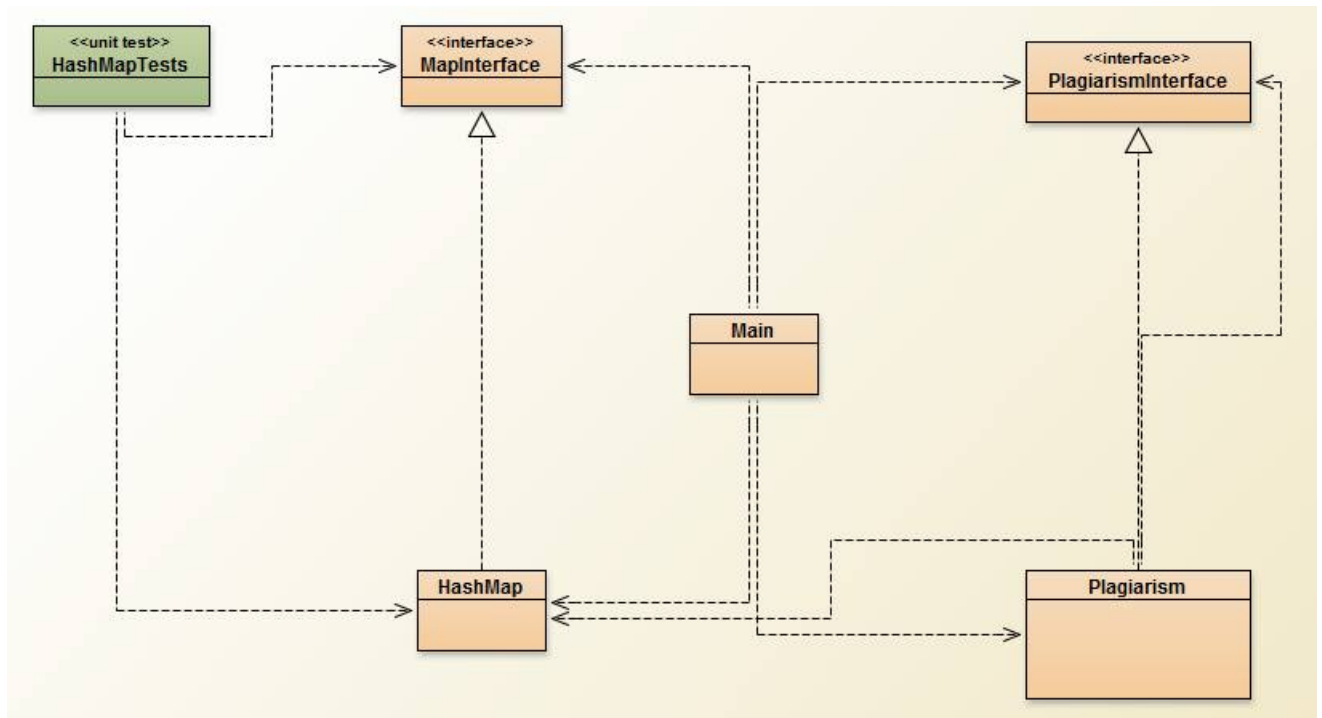 <<unit test>>
HashMapTests
<<interface>>
MapInterface
<<interface>>
PlagiarismInterface
Main
HashMap
Plagiarism